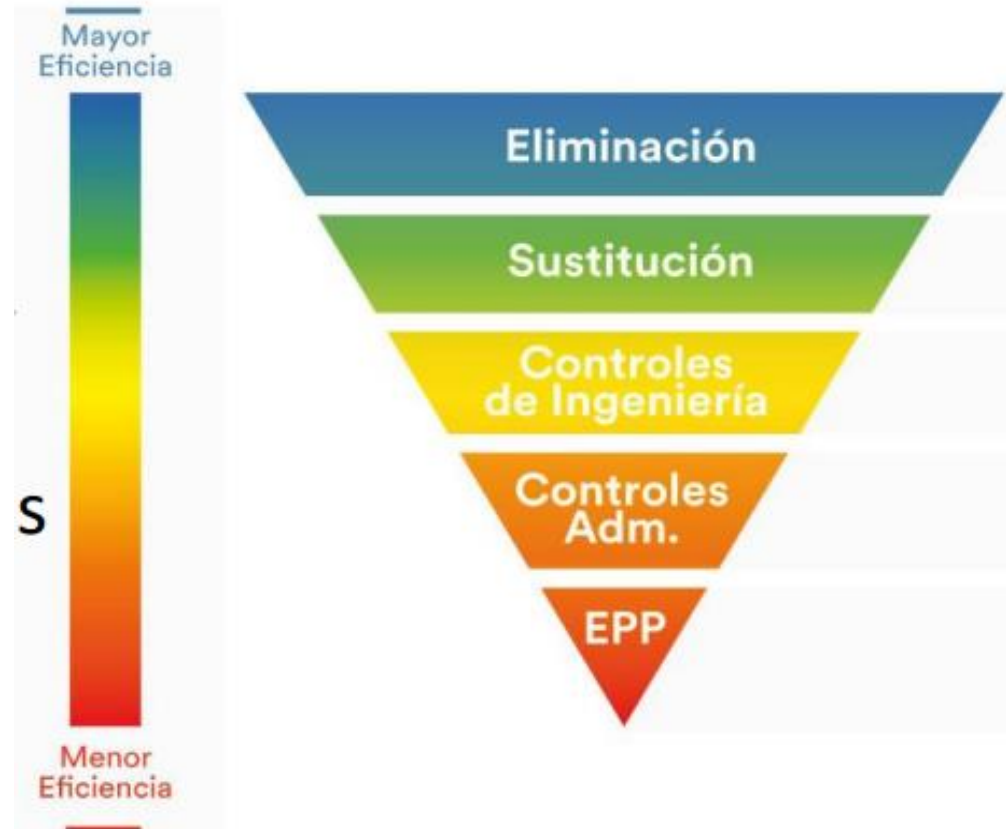 Mayor
Eficiencia
Eliminación
Sustitución
Controles
de Ingeniería
s
Controles
Adm.
EPP
Menor
Eficiencia